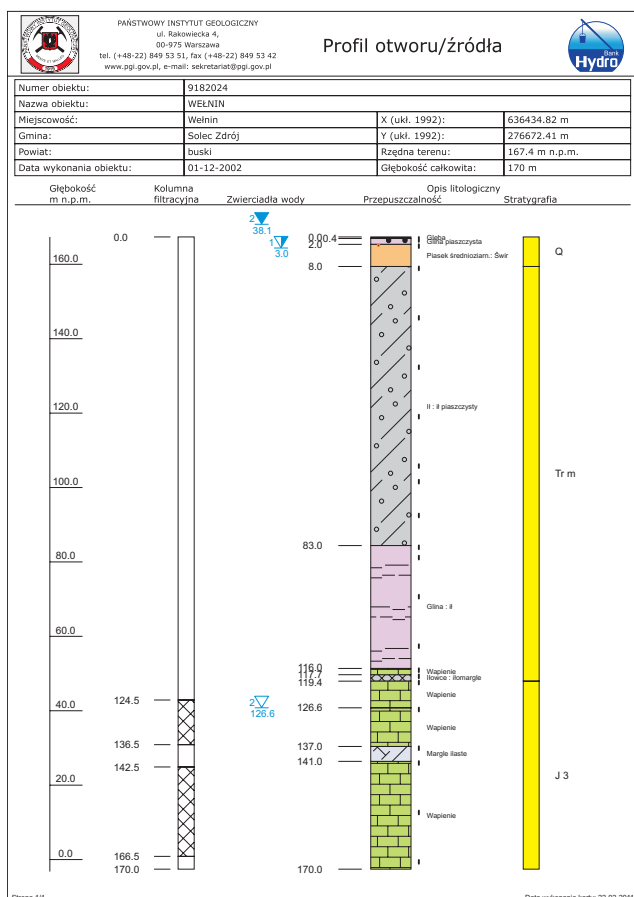 PAŃSTWOWY INSTYTUT GEOLOGICZNY
ul. Rakowiecka 4,
00-975 Warszawa
tel. (+48-22) 849 53 51, fax (+48-22) 849 53 42
www.pgi.gov.pl, e-mail: sekretariat@pgi.gov.pl
Profil otworu/źródła
Bank
Hydro
Numer obiektu: 9182024
Nazwa obiektu: WEŁNIN
Miejscowość: Wełnin X (ukł. 1992): 636434.82 m
Gmina: Solec Zdrój Y (ukł. 1992): 276672.41 m
Powiat: buski Rzędna terenu: 167.4 m n.p.m.
Data wykonania obiektu: 01-12-2002 Głębokość całkowita: 170 m
Głębokość Kolumna Opis litologiczny
m n.p.m. filtracyjna Zwierciadła wody Przepuszczalność Stratygrafia
2
38.1
0.0 0.00.4 Gleba
1 2.0 Glina piaszczysta
3.0 Piasek średnioziarn.: Świr Q
160.0 8.0
140.0
120.0
Ił : ił piaszczysty
100.0
Tr m
83.0
80.0
Glina : ił
60.0
116.0 Wapienie
117.7 Iłowce : iłomargle
119.4
Wapienie
124.5 2
40.0 126.6 126.6
Wapienie
136.5 137.0
Margle ilaste
142.5 141.0
20.0 J 3
Wapienie
0.0 166.5
170.0 170.0